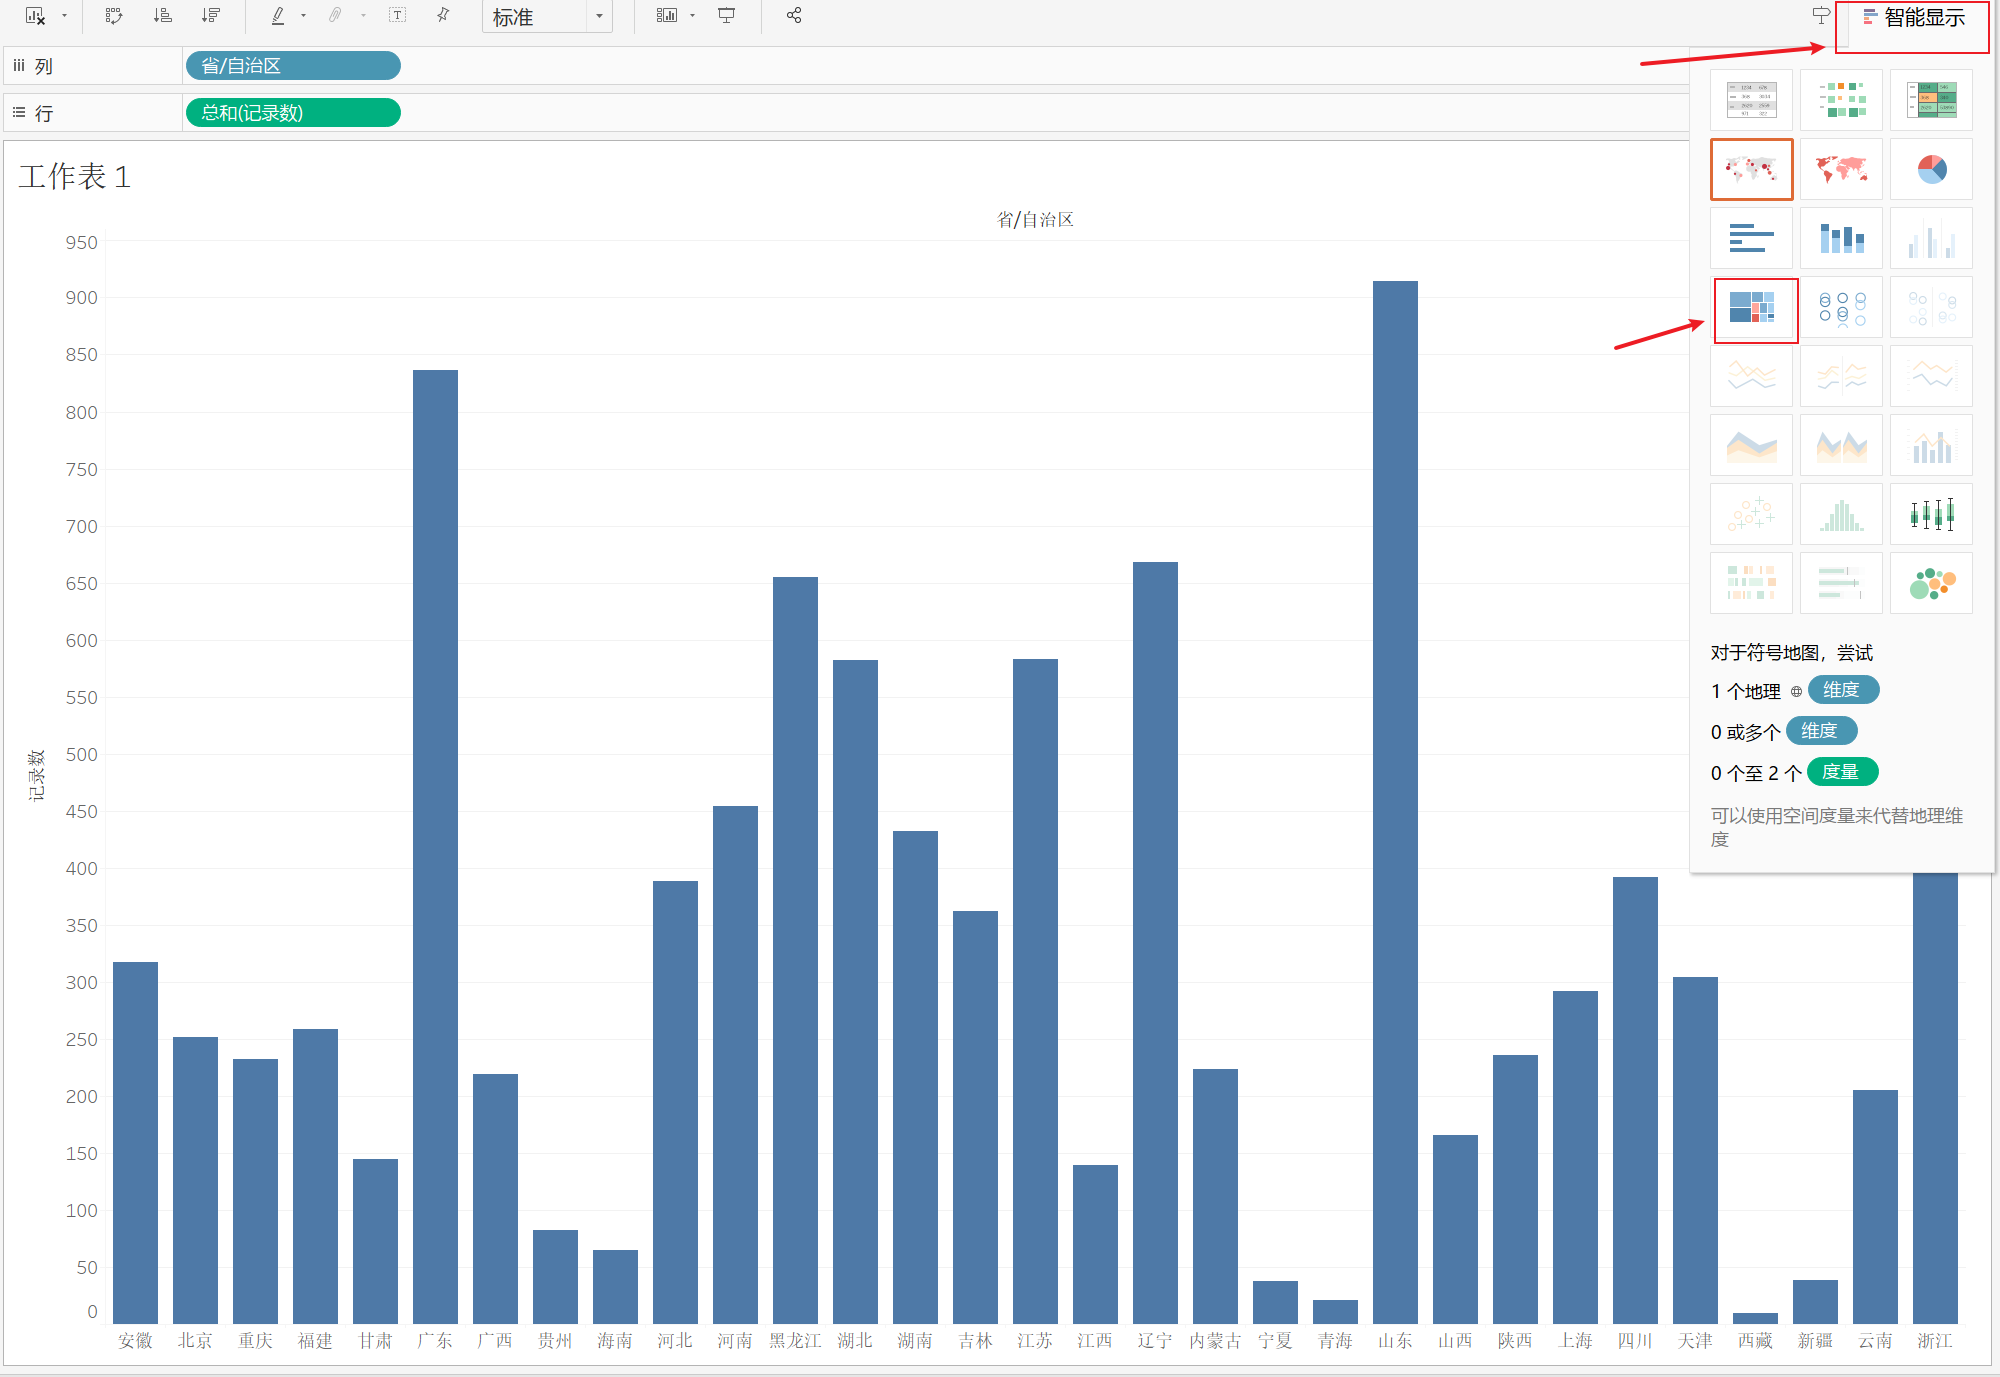 标准
智能显示
列
省/自治区
行
总和(记录数)
工作表 1
省/自治区
950
900
850
800
750
700
650
600
550
500
450
400
350
300
250
200
150
100
50
0
记录数
安徽 北京 重庆 福建 甘肃 广东 广西 贵州 海南 河北 河南 黑龙江 湖北 湖南 吉林 江苏 江西 辽宁 内蒙古 宁夏 青海 山东 山西 陕西 上海 四川 天津 西藏 新疆 云南 浙江
对于符号地图，尝试
1 个地理 维度
0 或多个 维度
0 个至 2 个 度量
可以使用空间度量来代替地理维
度